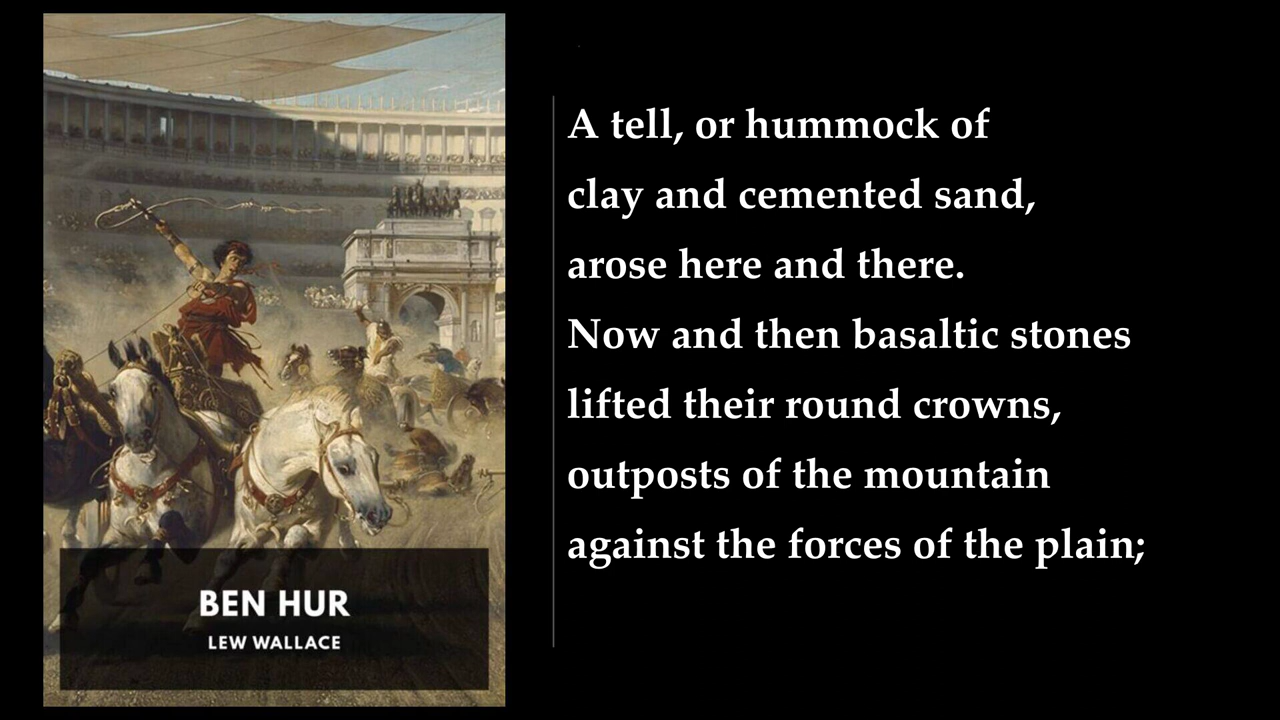 BEN HUR
LEW WALLACE
A tell, or hummock of
clay and cemented sand,
arose here and there.
Now and then basaltic stones
lifted their round crowns,
outposts of the mountain
against the forces of the plain;